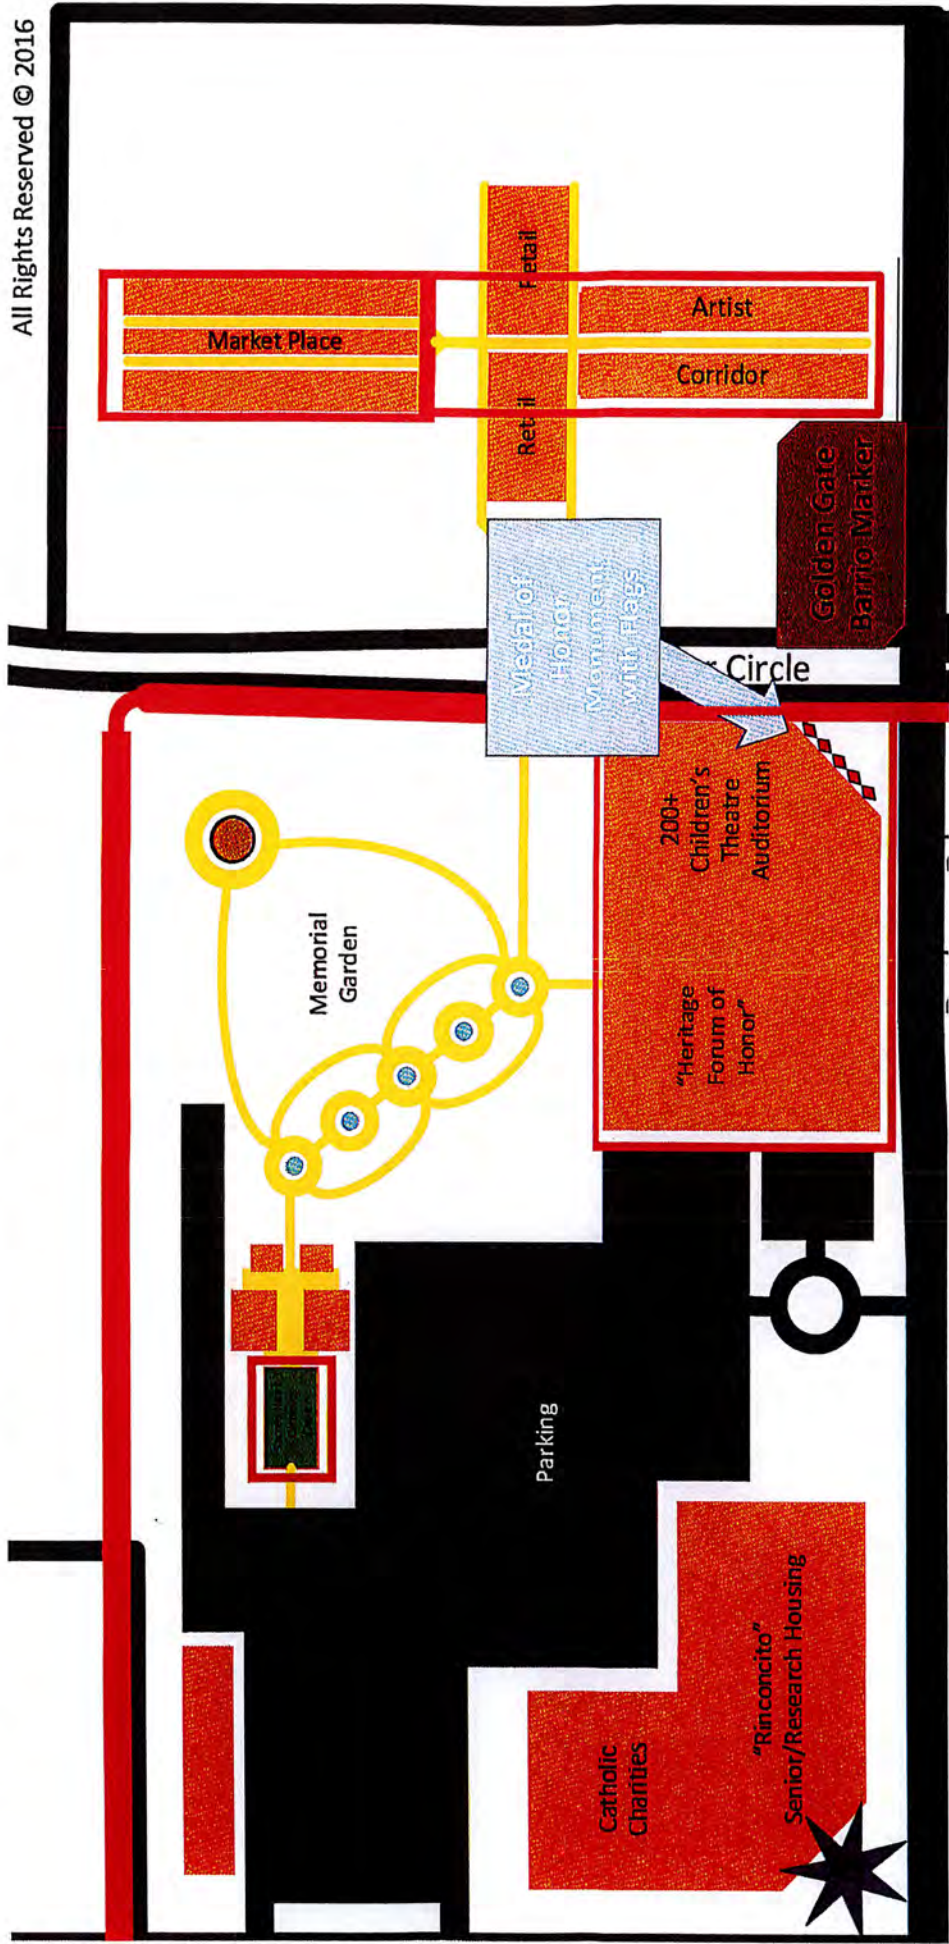 All Rights Reserved © 2016
Market Place
Retail
Retail
Artist
Corridor
Medal of
Honor
Monument
with Flags
Golden Gate
Barrio Marker
Circle
Memorial
Garden
200+
Children's
Theatre
Auditorium
"Heritage
Forum of
Honor"
Parking
Catholic
Charities
"Rinconcito"
Senior/Research Housing